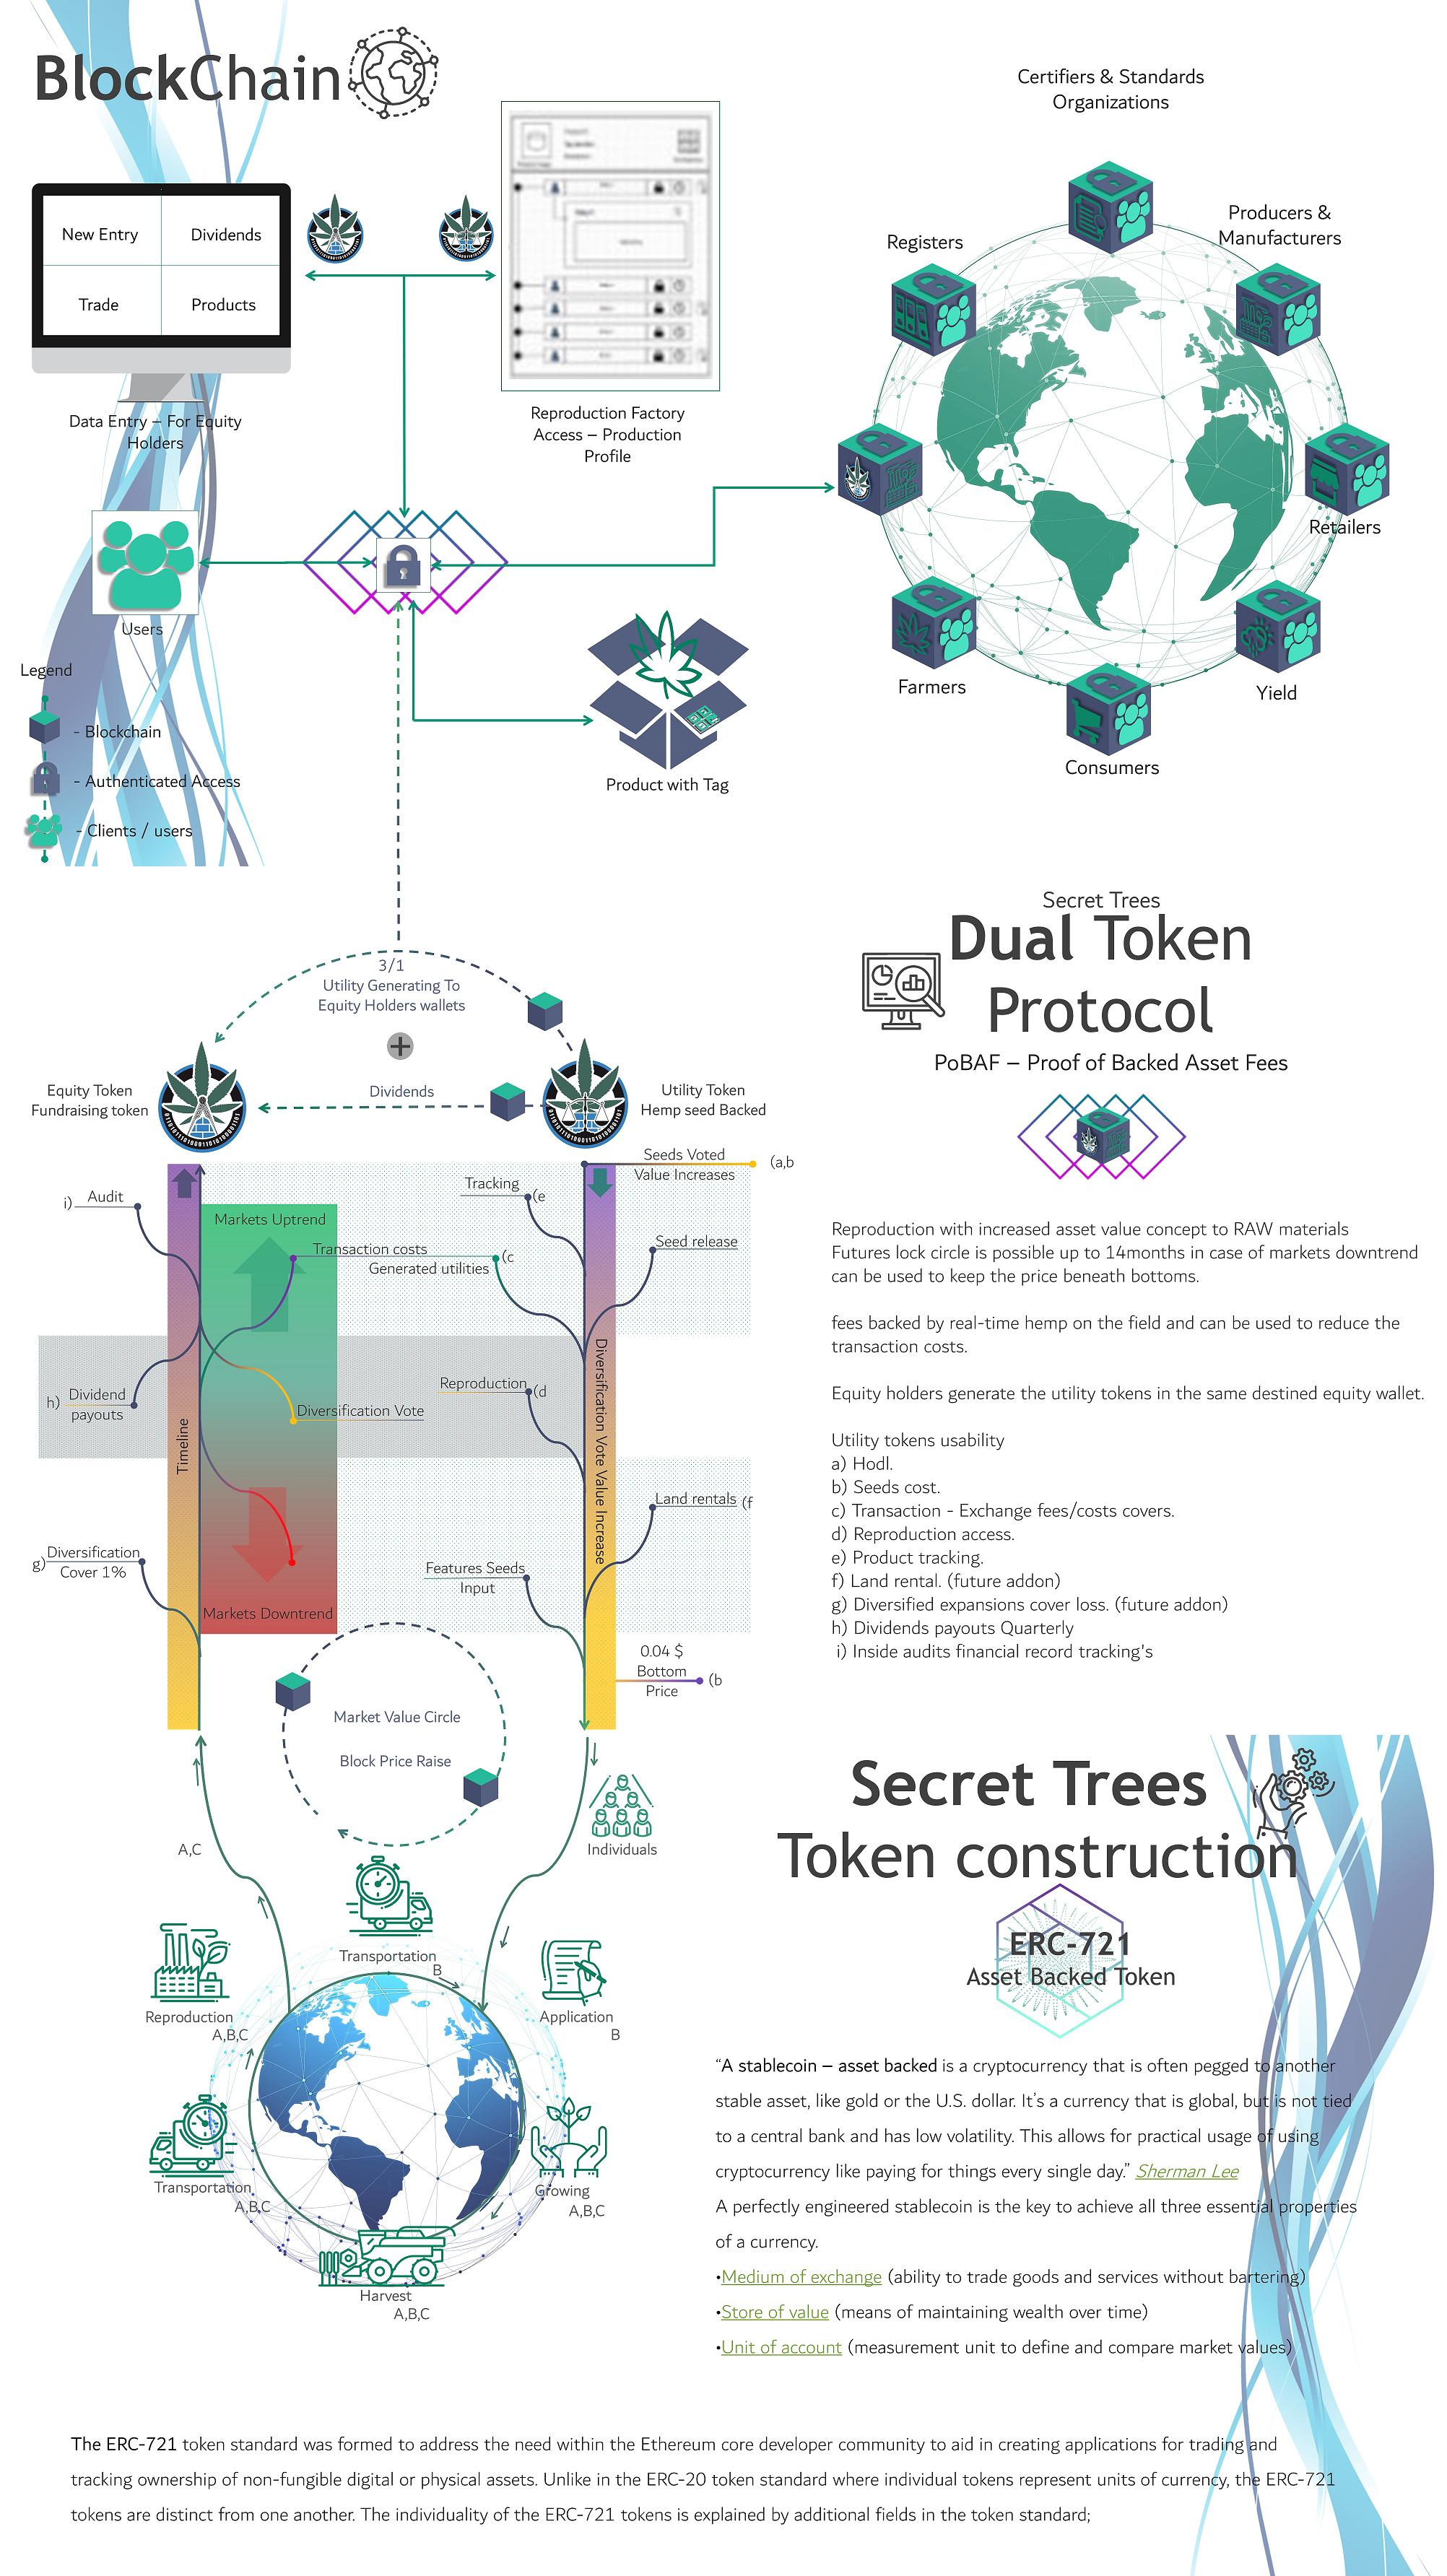 BlockChain
Certifiers & Standards
Organizations
New Entry
Dividends
Trade
Products
Data Entry – For Equity
Holders
Reproduction Factory
Access – Production
Profile
Registers
Producers &
Manufacturers
Retailers
Farmers
Yield
Consumers
Users
Product with Tag
Legend
- Blockchain
- Authenticated Access
- Clients / users
Secret Trees
Dual Token
Protocol
PoBAF – Proof of Backed Asset Fees
3/1
Utility Generating To
Equity Holders wallets
Dividends
Equity Token
Fundraising token
Utility Token
Hemp seed Backed
Seeds Voted
Value Increases
(a,b
i) Audit
Markets Uptrend
Tracking
(e
Seed release
Transaction costs
Generated utilities
(c
h) Dividend
payouts
Timeline
Diversification Vote
Reproduction
(d
Diversification Vote Value Increase
Land rentals (f
g) Diversification
Cover 1%
Features Seeds
Input
Markets Downtrend
0.04 $
Bottom
Price
(b
Market Value Circle
Block Price Raise
Reproduction with increased asset value concept to RAW materials
Futures lock circle is possible up to 14months in case of markets downtrend
can be used to keep the price beneath bottoms.
fees backed by real-time hemp on the field and can be used to reduce the
transaction costs.
Equity holders generate the utility tokens in the same destined equity wallet.
Utility tokens usability
a) Hodl.
b) Seeds cost.
c) Transaction - Exchange fees/costs covers.
d) Reproduction access.
e) Product tracking.
f) Land rental. (future addon)
g) Diversified expansions cover loss. (future addon)
h) Dividends payouts Quarterly
i) Inside audits financial record tracking's
A,C
Individuals
Transportation
B
Reproduction
A,B,C
Application
B
Transportation
A,B,C
Growing
A,B,C
Harvest
A,B,C
Secret Trees
Token construction
ERC-721
Asset Backed Token
“A stablecoin – asset backed is a cryptocurrency that is often pegged to another
stable asset, like gold or the U.S. dollar. It’s a currency that is global, but is not tied
to a central bank and has low volatility. This allows for practical usage of using
cryptocurrency like paying for things every single day.” Sherman Lee
A perfectly engineered stablecoin is the key to achieve all three essential properties
of a currency.
•Medium of exchange (ability to trade goods and services without bartering)
•Store of value (means of maintaining wealth over time)
•Unit of account (measurement unit to define and compare market values)
The ERC-721 token standard was formed to address the need within the Ethereum core developer community to aid in creating applications for trading and
tracking ownership of non-fungible digital or physical assets. Unlike in the ERC-20 token standard where individual tokens represent units of currency, the ERC-721
tokens are distinct from one another. The individuality of the ERC-721 tokens is explained by additional fields in the token standard;